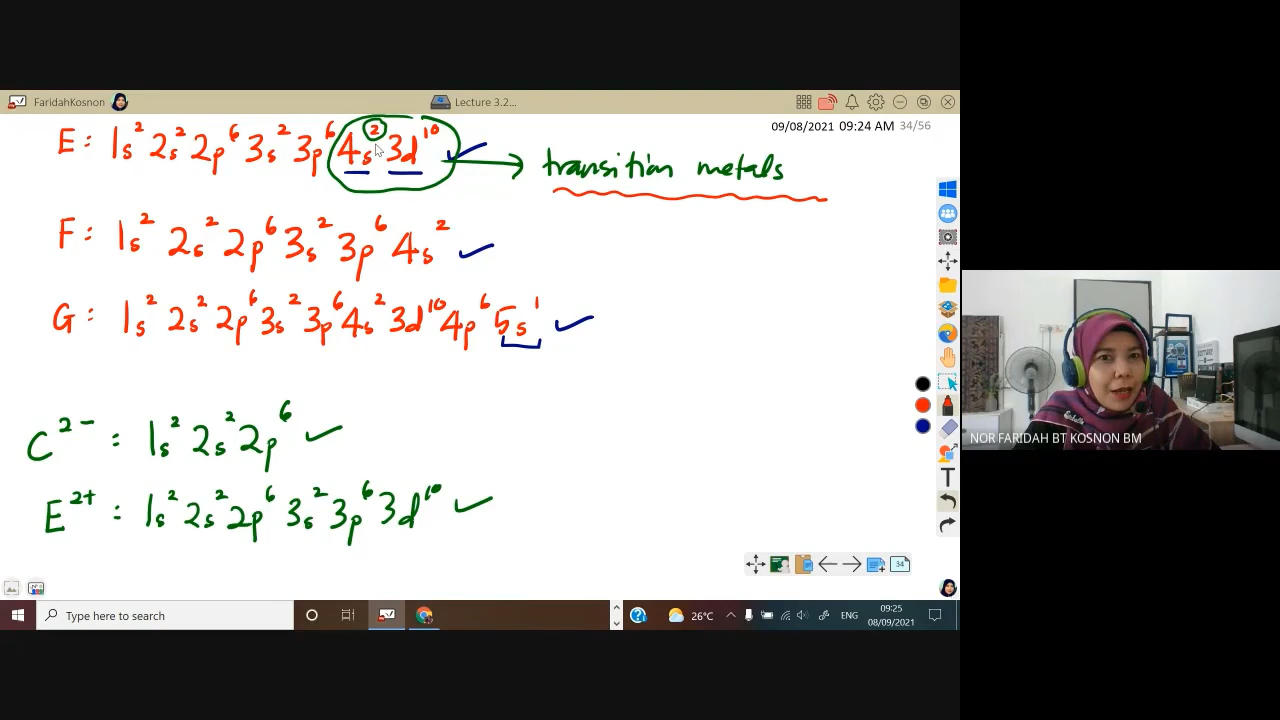 FaridahKosnon
Lecture 3.2...
09/08/2021 09:24 AM 34/56
E: 1s² 2s² 2p⁶ 3s² 3p⁶ 4s² 3d¹⁰ → transition metals
F: 1s² 2s² 2p⁶ 3s² 3p⁶ 4s²
G: 1s² 2s² 2p⁶ 3s² 3p⁶ 4s² 3d¹⁰ 4p⁶ 5s¹
C²⁻ : 1s² 2s² 2p⁶
E²⁺ : 1s² 2s² 2p⁶ 3s² 3p⁶ 3d¹⁰
T
NOR FARIDAH BT KOSNON BM
34
Type here to search
26°C
ENG
09:25
08/09/2021